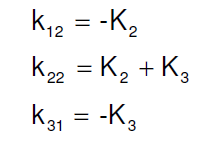 k₁₂ = -K₂
k₂₂ = K₂ + K₃
k₃₁ = -K₃